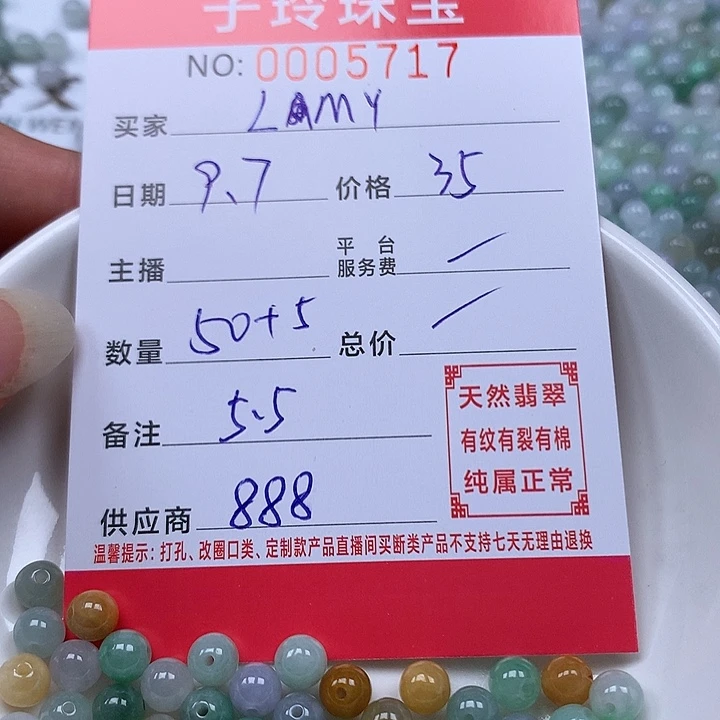 子玲珠宝
NO: 0005717
买家 LAMY
日期 9.7 价格 35
主播 平台服务费 /
数量 50+5 总价 /
备注 5.5
供应商 888
天然翡翠
有纹有裂有棉
纯属正常
温馨提示：打孔、改圈口类、定制款产品直播间买断类产品不支持七天无理由退换